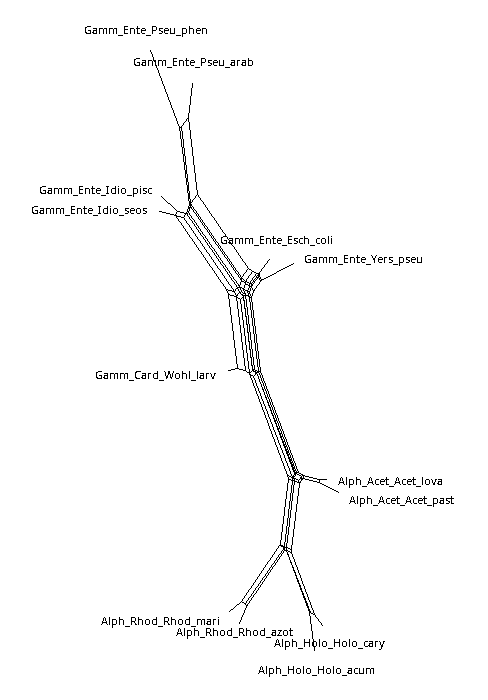 Gamm_Ente_Pseu_phen
Gamm_Ente_Pseu_arab
Gamm_Ente_Idio_pisc
Gamm_Ente_Idio_seos
Gamm_Ente_Esch_coli
Gamm_Ente_Yers_pseu
Gamm_Card_Wohl_larv
Alph_Acet_Acet_lova
Alph_Acet_Acet_past
Alph_Rhod_Rhod_mari
Alph_Rhod_Rhod_azot
Alph_Holo_Holo_cary
Alph_Holo_Holo_acum